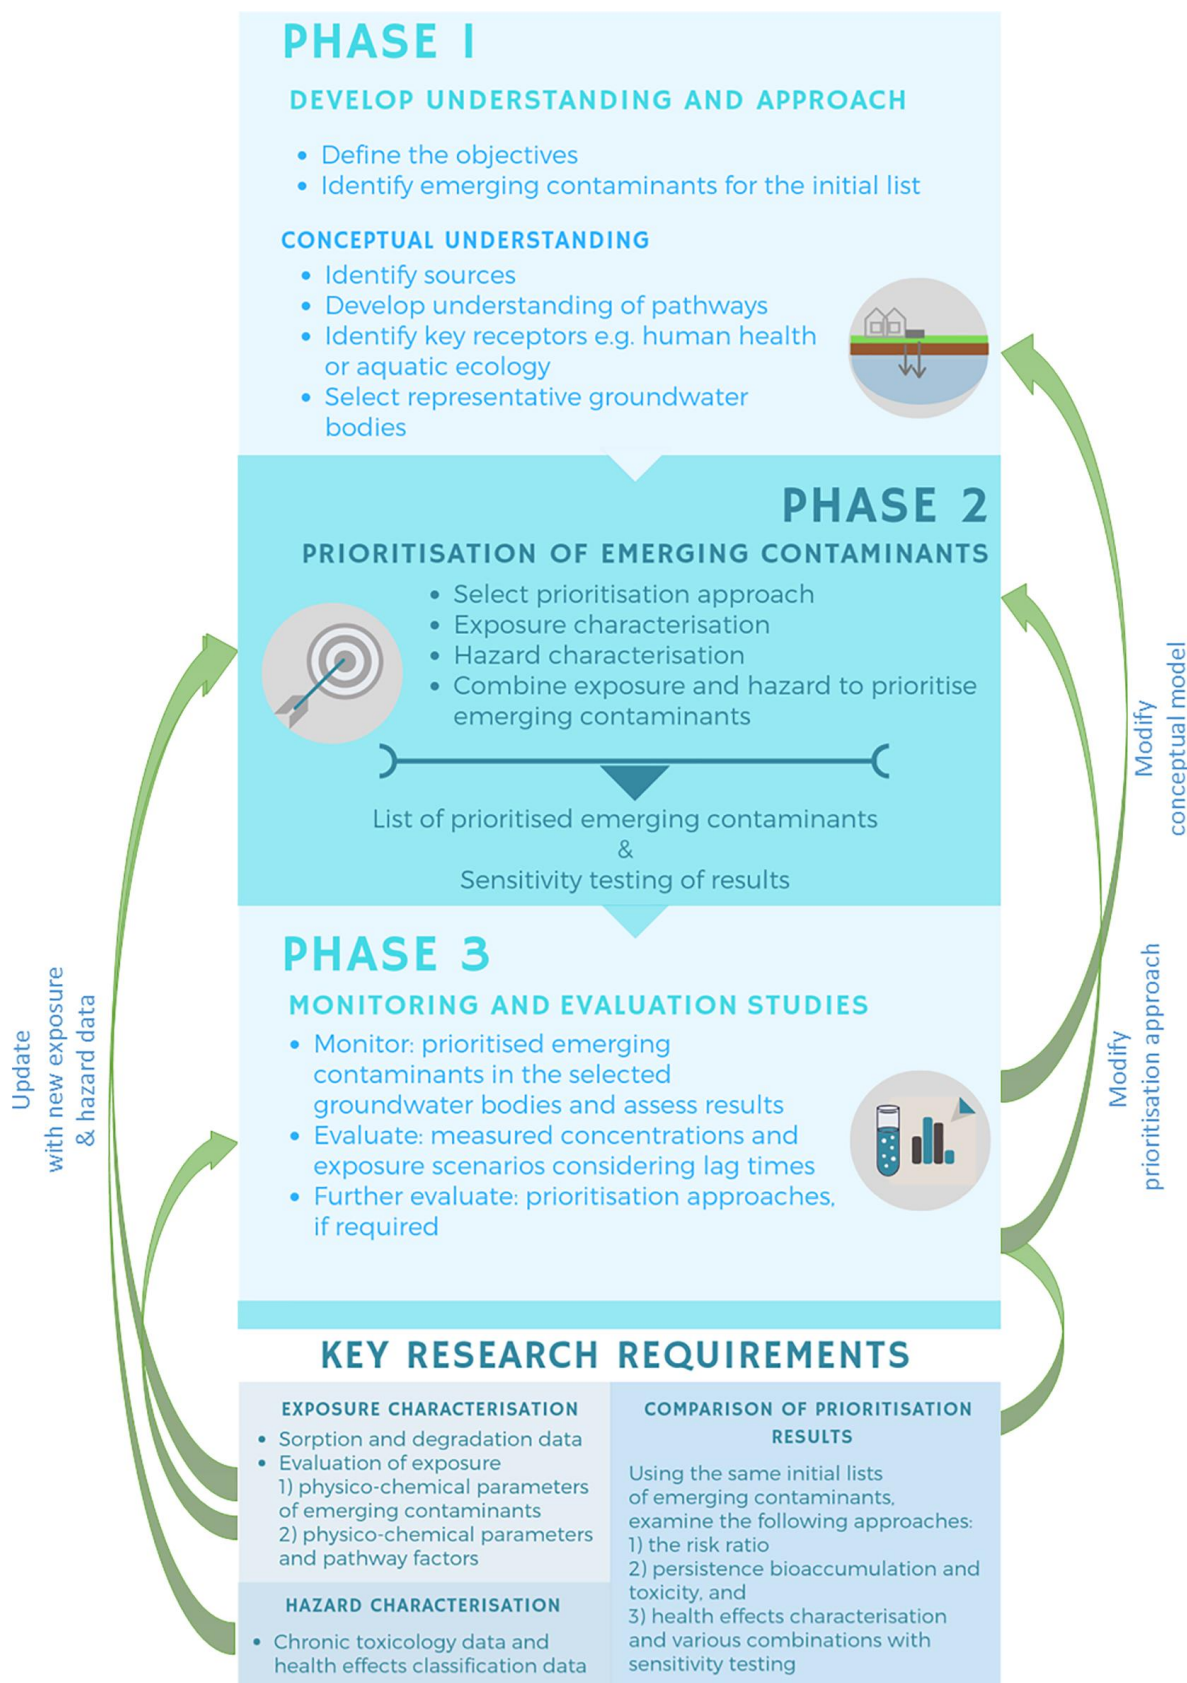 PHASE 1
DEVELOP UNDERSTANDING AND APPROACH
• Define the objectives
• Identify emerging contaminants for the initial list
CONCEPTUAL UNDERSTANDING
• Identify sources
• Develop understanding of pathways
• Identify key receptors e.g. human health
or aquatic ecology
• Select representative groundwater
bodies
PHASE 2
PRIORITISATION OF EMERGING CONTAMINANTS
• Select prioritisation approach
• Exposure characterisation
• Hazard characterisation
• Combine exposure and hazard to prioritise
emerging contaminants
List of prioritised emerging contaminants
&
Sensitivity testing of results
PHASE 3
MONITORING AND EVALUATION STUDIES
• Monitor: prioritised emerging
contaminants in the selected
groundwater bodies and assess results
• Evaluate: measured concentrations and
exposure scenarios considering lag times
• Further evaluate: prioritisation approaches,
if required
Update
with new exposure
& hazard data
Modify
conceptual model
Modify
prioritisation approach
KEY RESEARCH REQUIREMENTS
EXPOSURE CHARACTERISATION
• Sorption and degradation data
• Evaluation of exposure
1) physico-chemical parameters
of emerging contaminants
2) physico-chemical parameters
and pathway factors
HAZARD CHARACTERISATION
• Chronic toxicology data and
health effects classification data
COMPARISON OF PRIORITISATION
RESULTS
Using the same initial lists
of emerging contaminants,
examine the following approaches:
1) the risk ratio
2) persistence bioaccumulation and
toxicity, and
3) health effects characterisation
and various combinations with
sensitivity testing